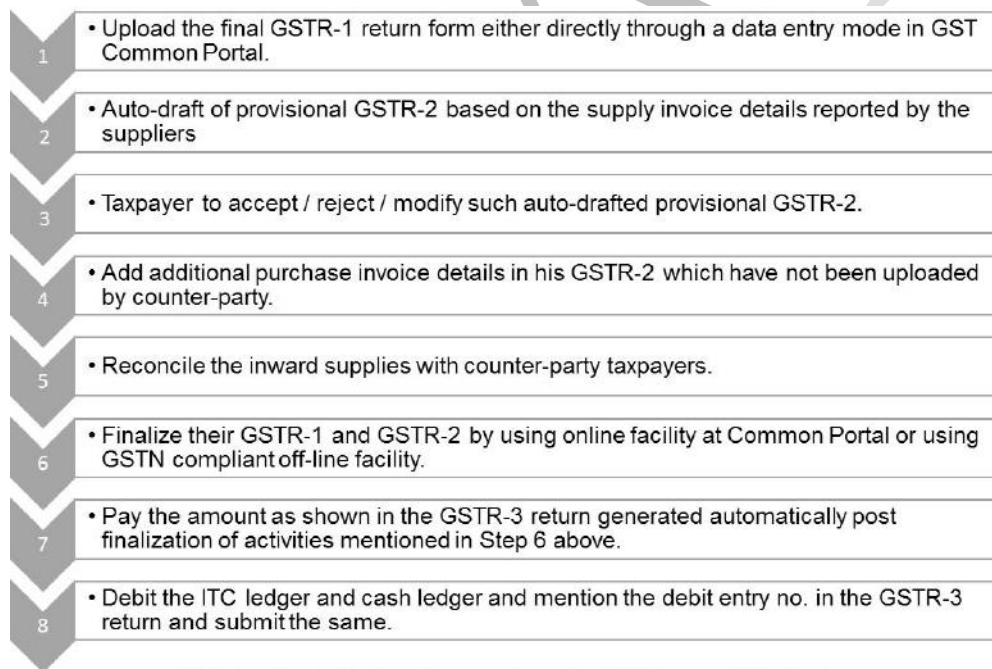 • Upload the final GSTR-1 return form either directly through a data entry mode in GST
Common Portal.
1
• Auto-draft of provisional GSTR-2 based on the supply invoice details reported by the
suppliers
2
• Taxpayer to accept / reject / modify such auto-drafted provisional GSTR-2.
3
• Add additional purchase invoice details in his GSTR-2 which have not been uploaded
by counter-party.
4
• Reconcile the inward supplies with counter-party taxpayers.
5
• Finalize their GSTR-1 and GSTR-2 by using online facility at Common Portal or using
GSTN compliant off-line facility.
6
• Pay the amount as shown in the GSTR-3 return generated automatically post
finalization of activities mentioned in Step 6 above.
7
• Debit the ITC ledger and cash ledger and mention the debit entry no. in the GSTR-3
return and submit the same.
8